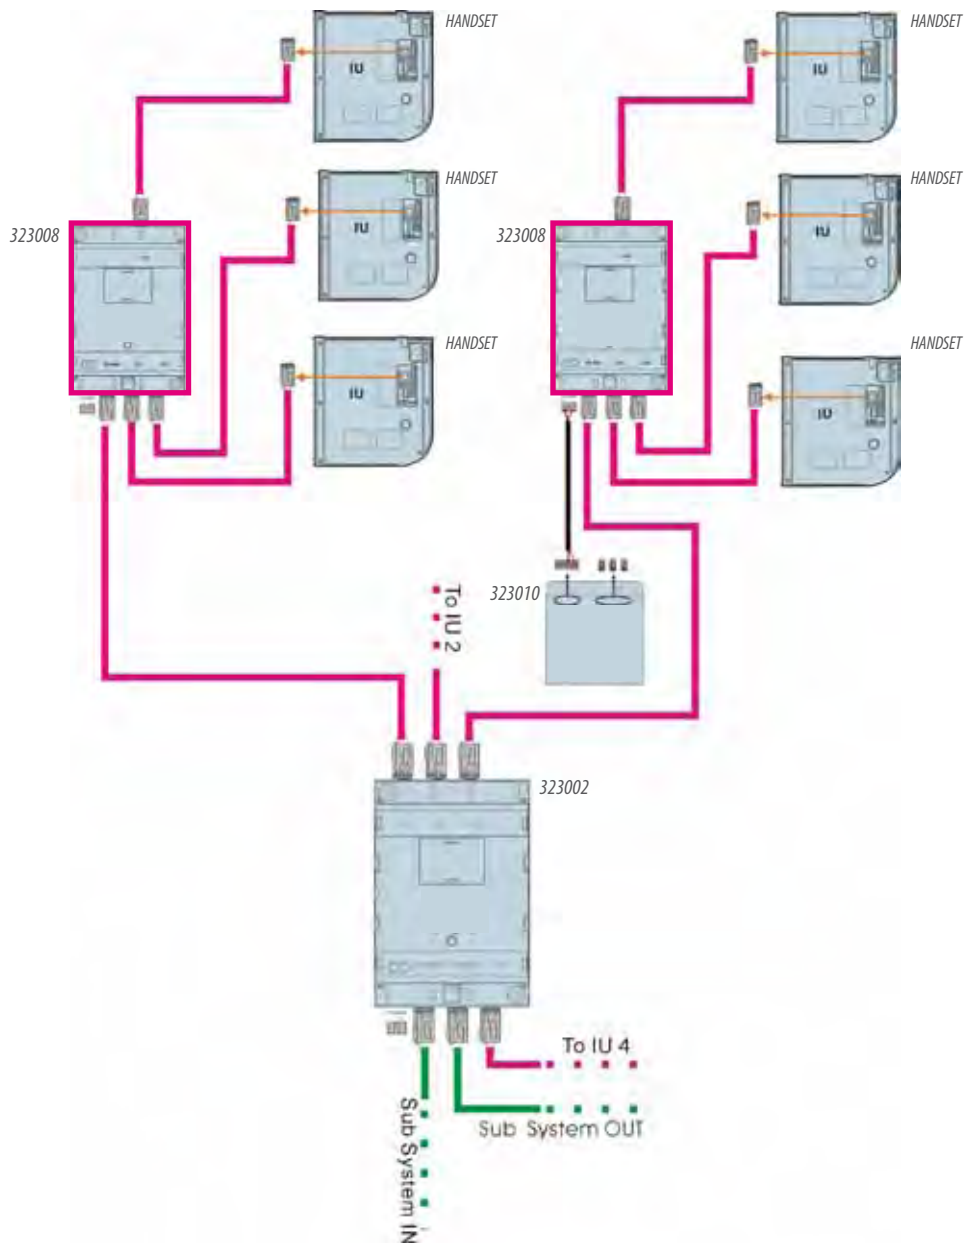 HANDSET
HANDSET
IU
IU
HANDSET
HANDSET
323008
IU
323008
IU
HANDSET
HANDSET
IU
IU
323010
To IU 2
323002
To IU 4
Sub System OUT
Sub System IN